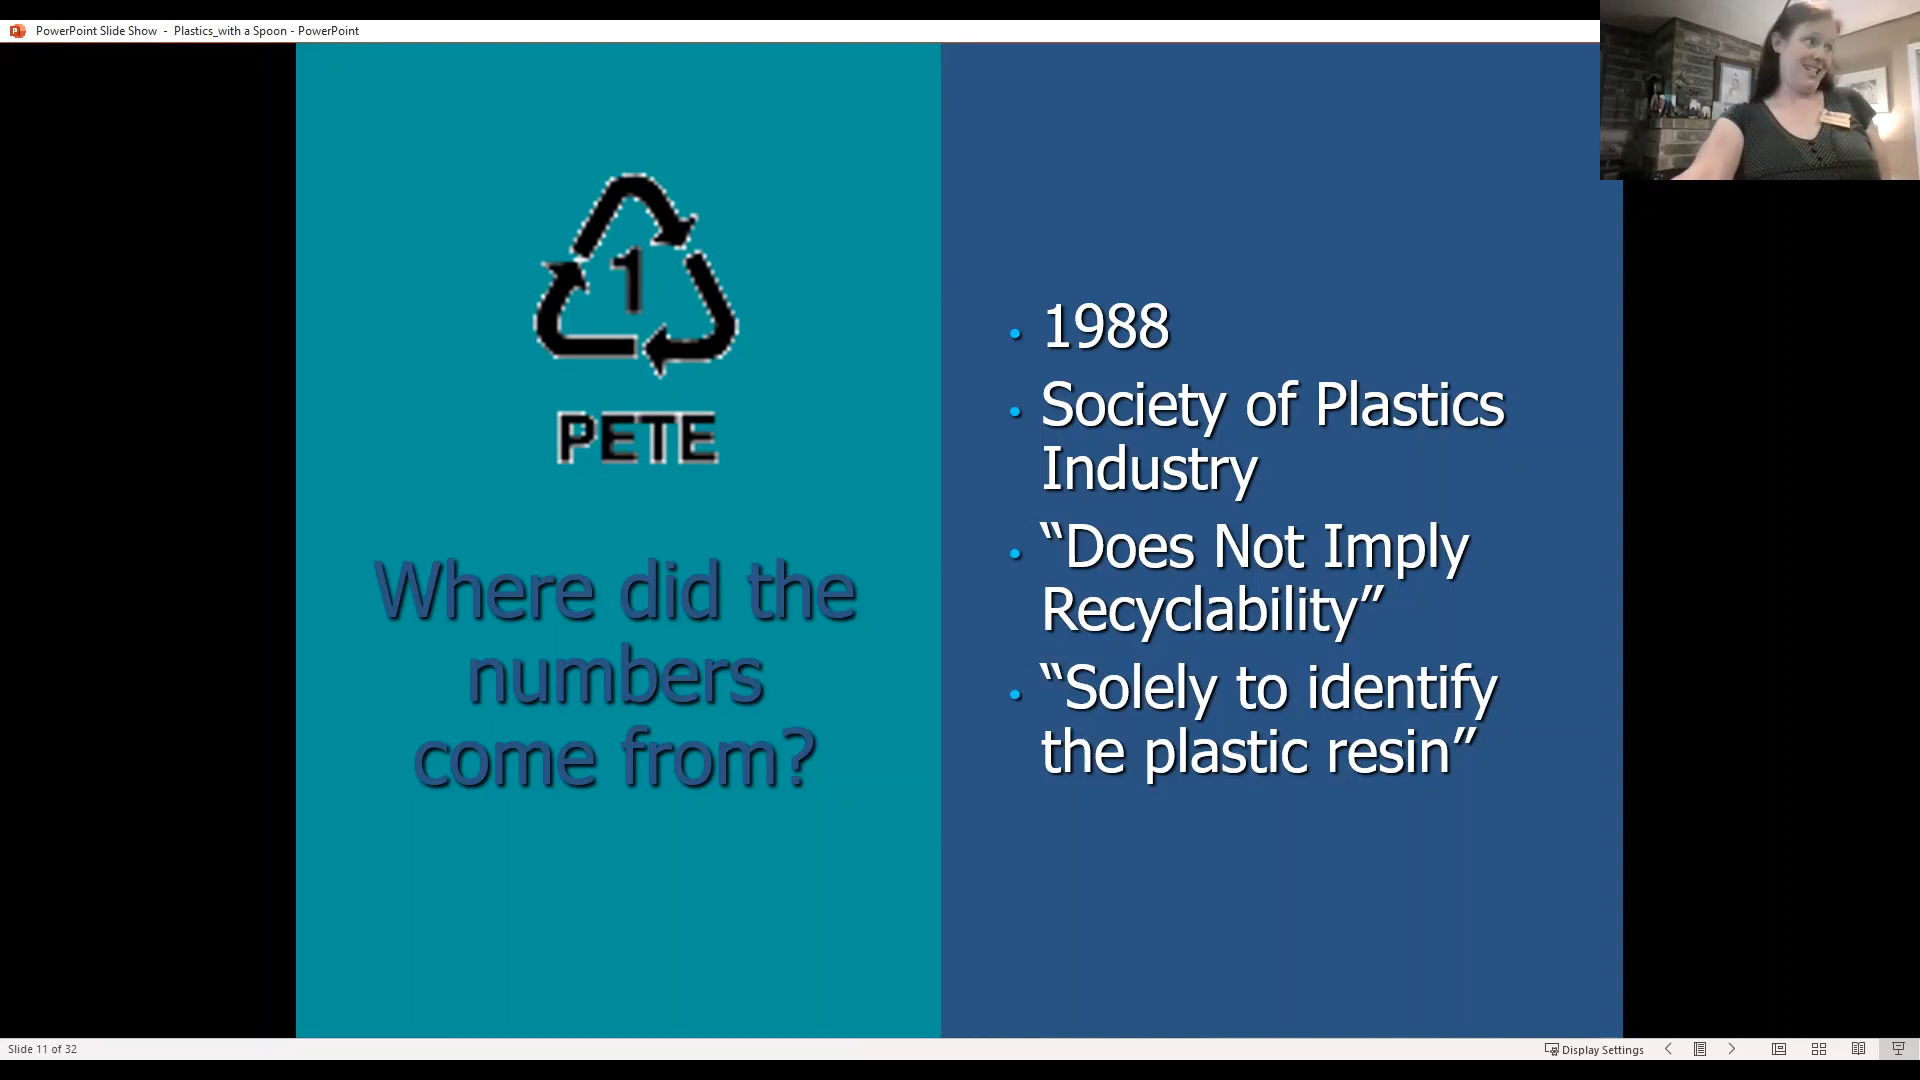 PowerPoint Slide Show - Plastics_with a Spoon - PowerPoint
1
PETE
Where did the
numbers
come from?
• 1988
• Society of Plastics
Industry
• “Does Not Imply
Recyclability”
• “Solely to identify
the plastic resin”
Slide 11 of 32
Display Settings